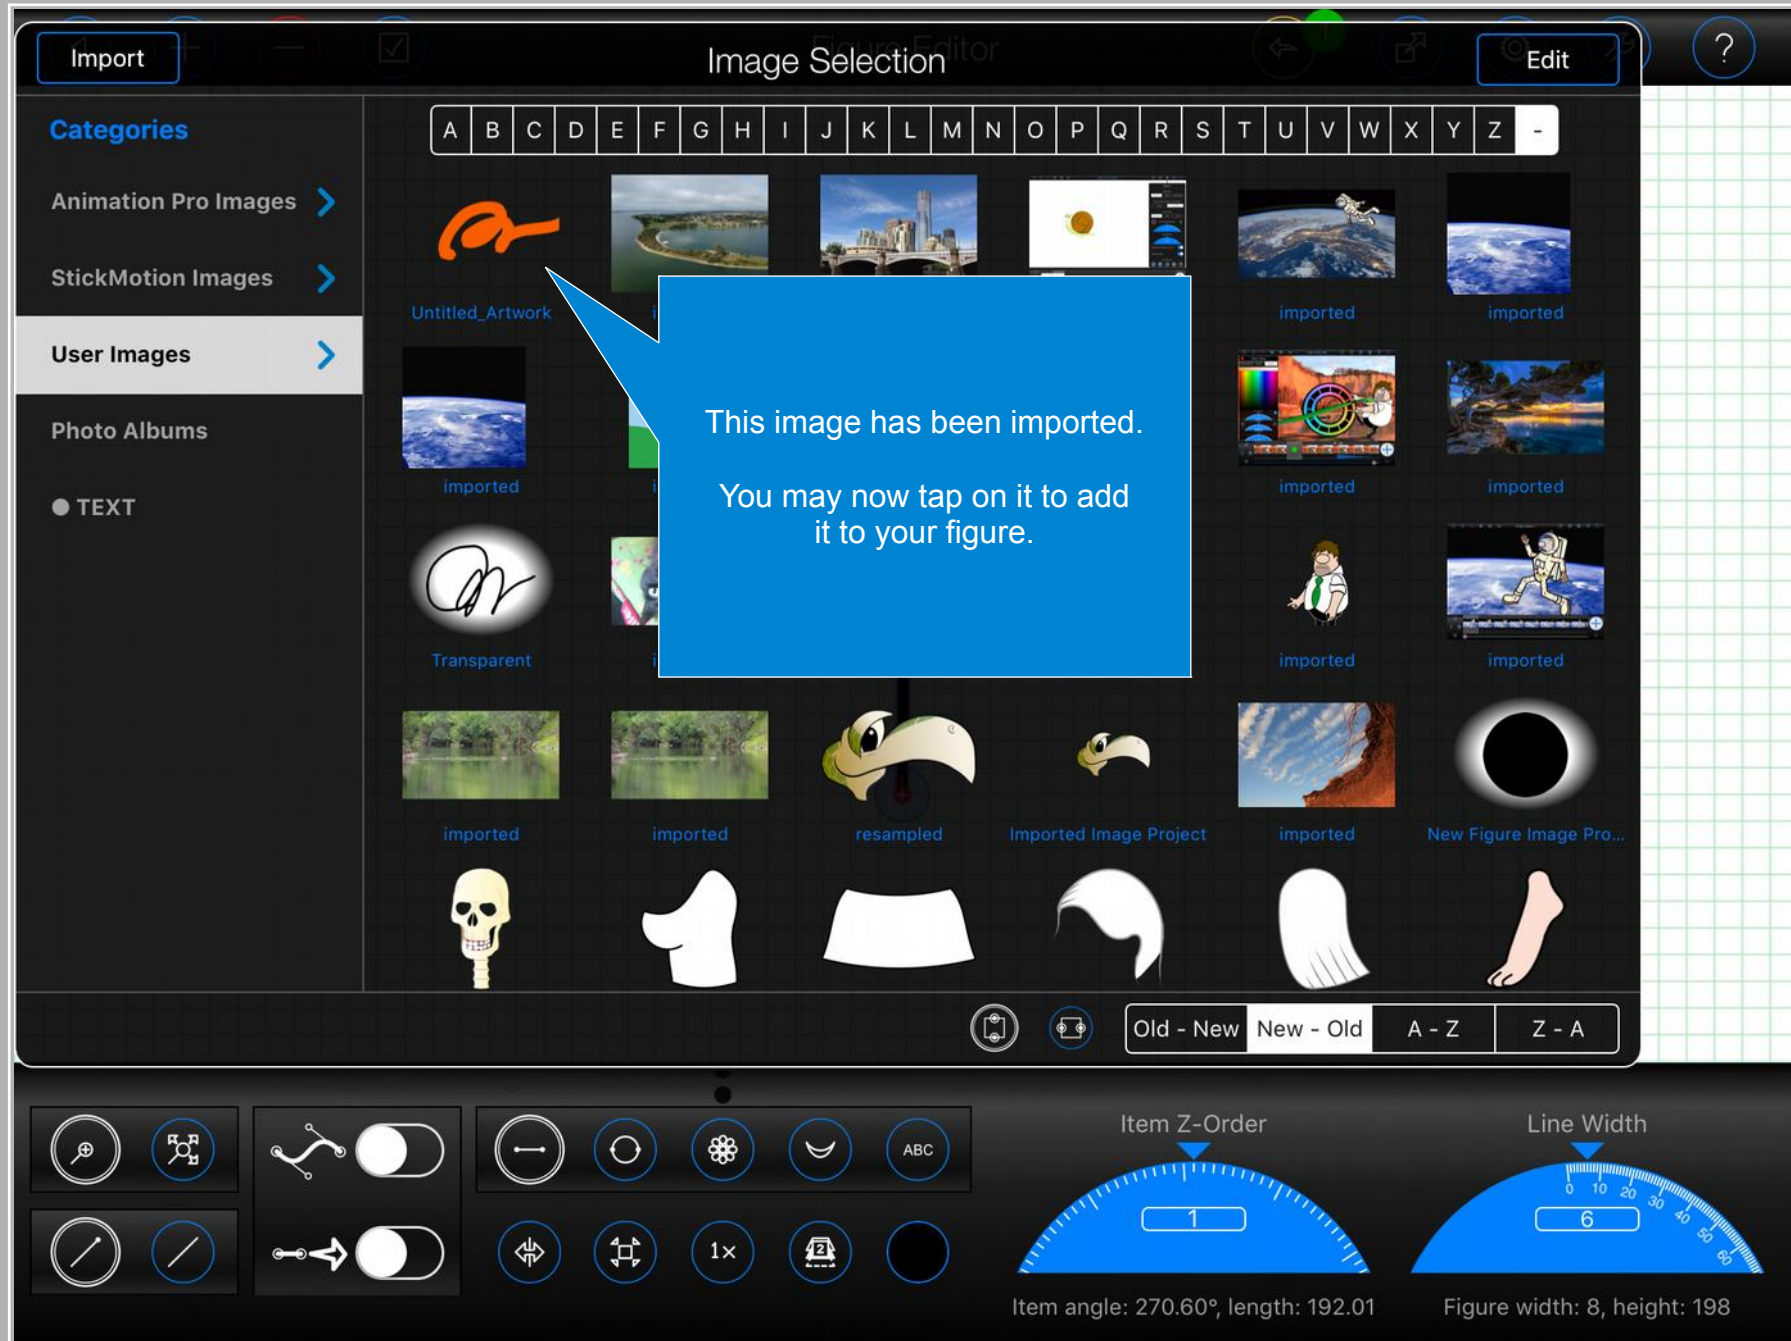 Import
Figure Editor
Image Selection
1
Edit
?
Categories
A B C D E F G H I J K L M N O P Q R S T U V W X Y Z -
Animation Pro Images
StickMotion Images
User Images
Photo Albums
TEXT
Untitled_Artwork
imported
imported
This image has been imported.
You may now tap on it to add
it to your figure.
imported
imported
imported
Transparent
imported
imported
imported
imported
resampled
Imported Image Project
imported
New Figure Image Pro...
Old - New
New - Old
A - Z
Z - A
ABC
1x
2
Item Z-Order
1
Item angle: 270.60°, length: 192.01
Line Width
0 10 20 30 40 50 60
6
Figure width: 8, height: 198